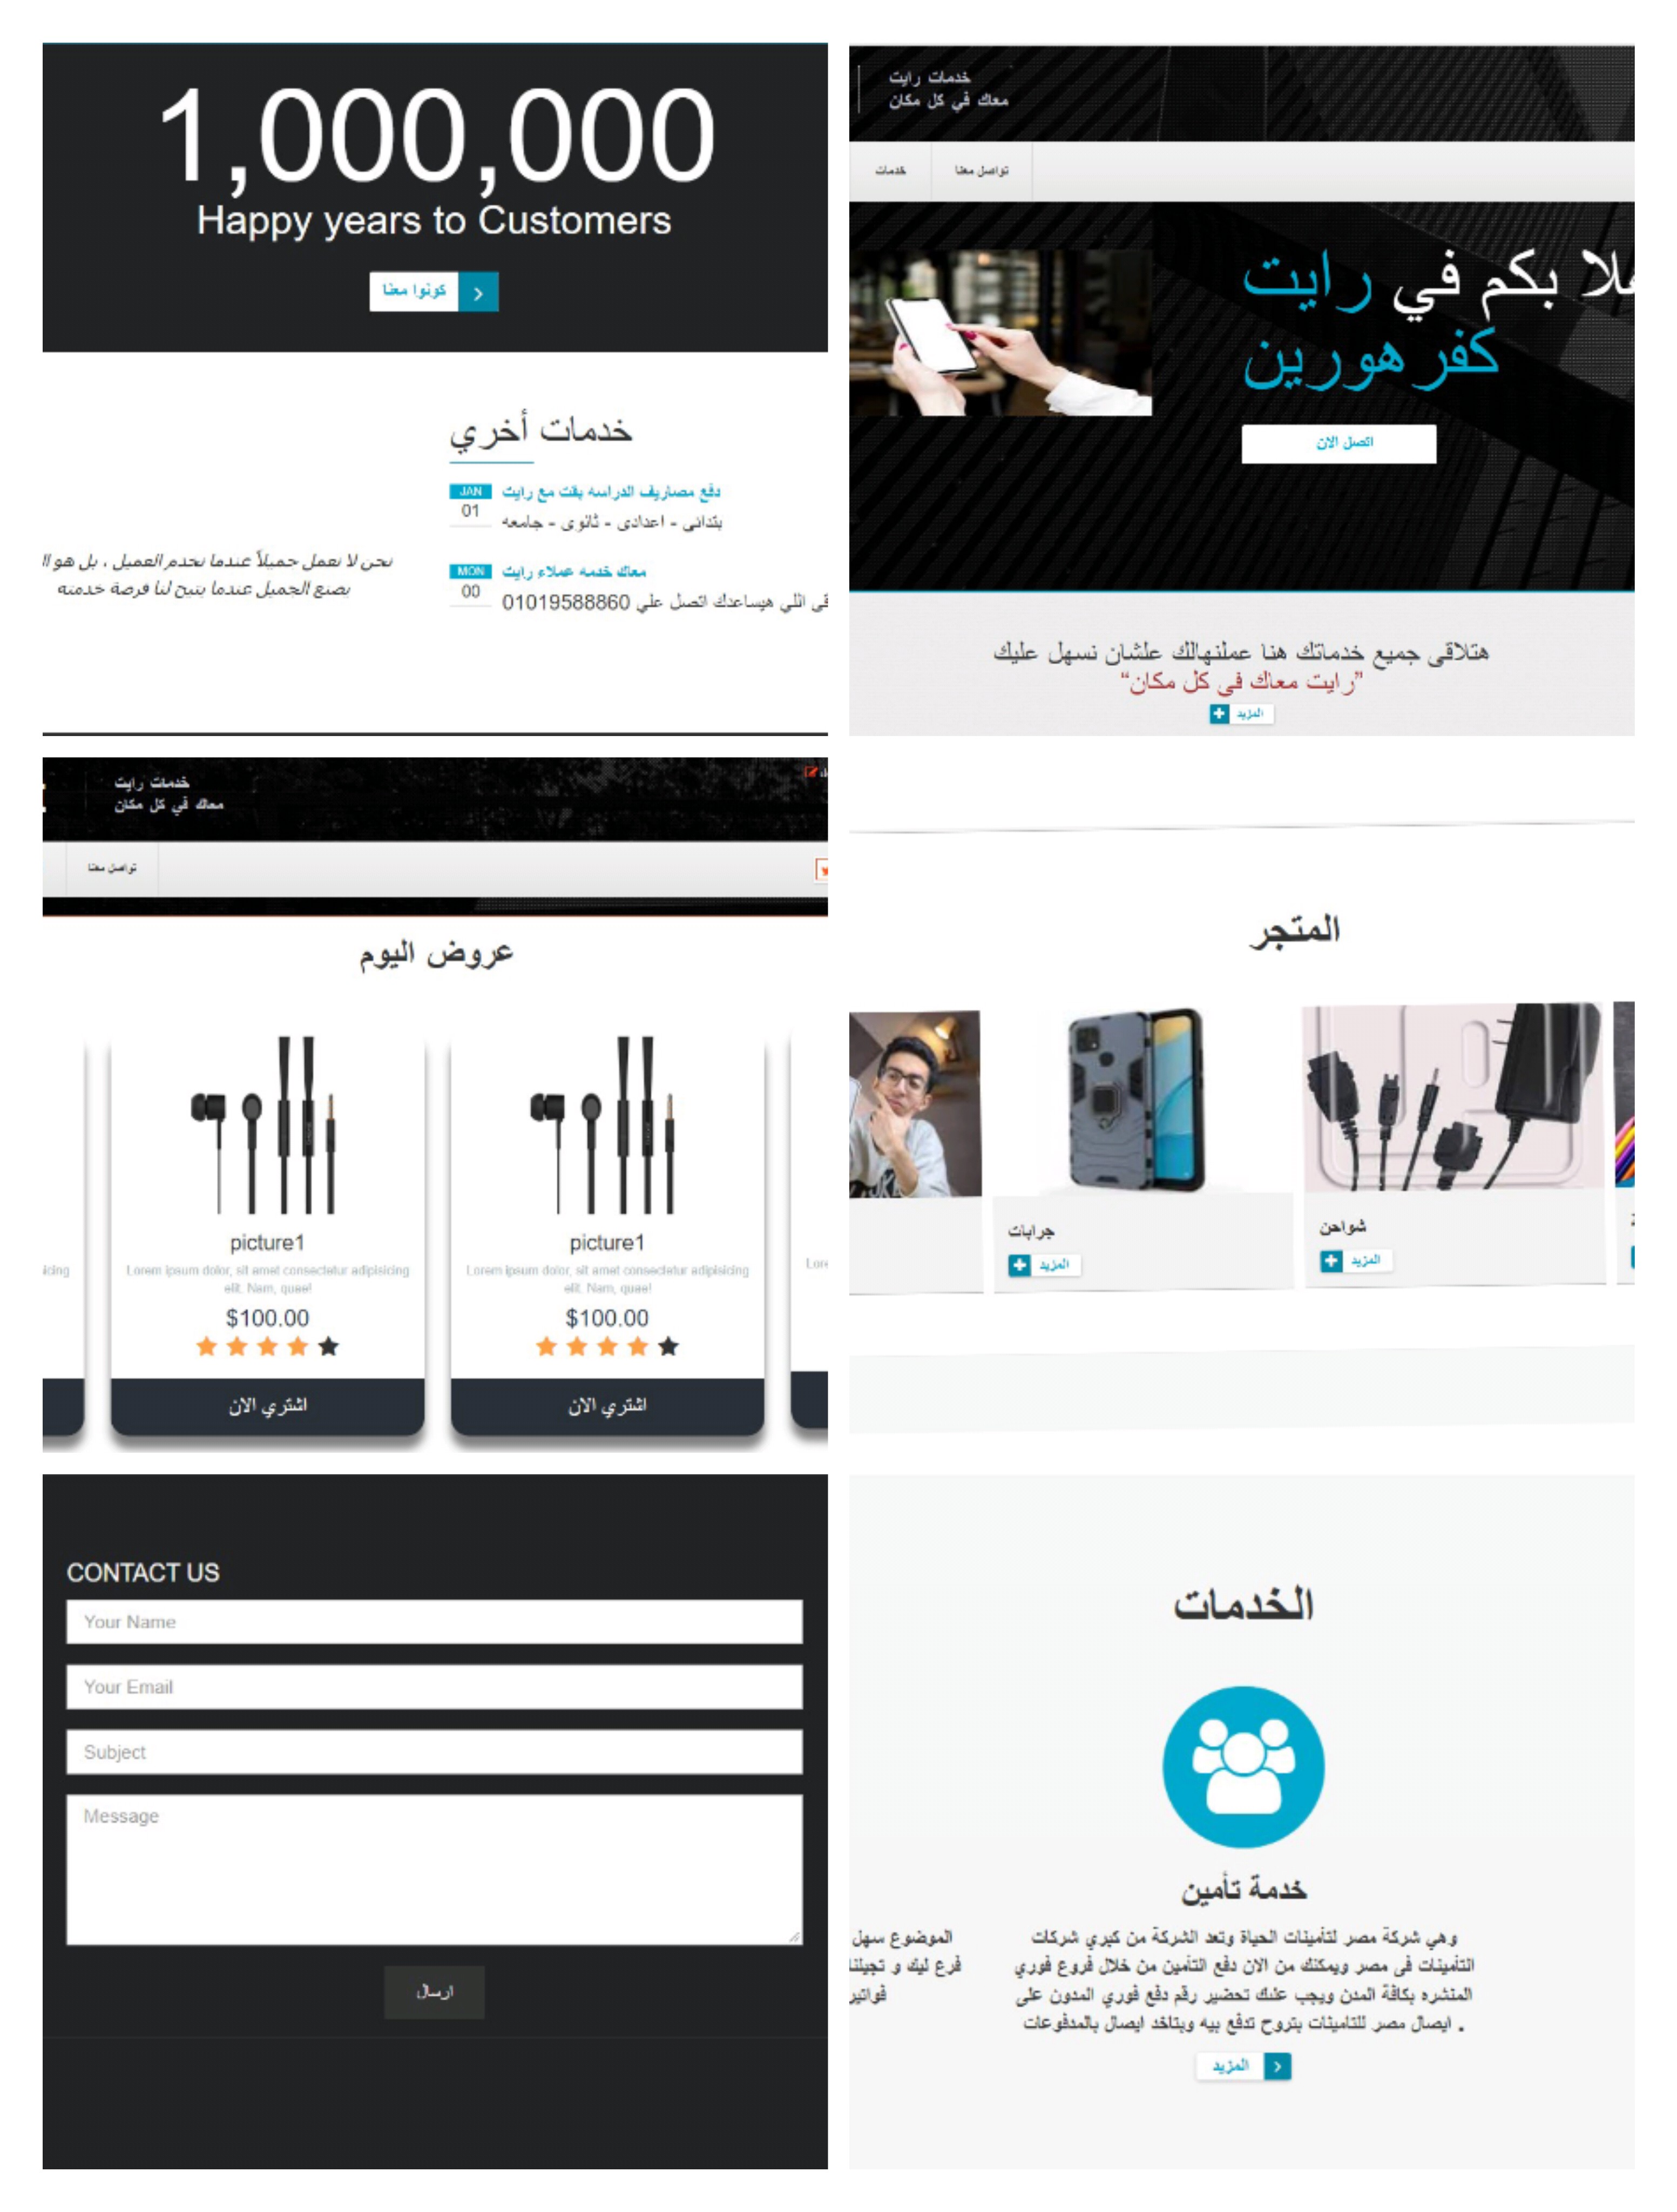 1,000,000
Happy years to Customers
كونوا معنا
خدمات أخري
JAN
01
دفع مصاريف الدراسه بقت مع رايت
بتدائى - اعدادى - ثانوى - جامعه
MON
00
معاك خدمه عملاء رايت
قى اللي هيساعدك اتصل علي 01019588860
نحن لا نعمل جميلاً عندما نخدم العميل ، بل هو ال
يصنع الجميل عندما يتيح لنا فرصة خدمته
خدمات رايت
معاك في كل مكان
خدمات
تواصل معنا
هلا بكم في رايت
كفر هورين
اتصل الان
هتلاقى جميع خدماتك هنا عملنهالك علشان نسهل عليك
"رايت معاك فى كل مكان"
المزيد
خدمات رايت
معاك في كل مكان
تواصل معنا
عروض اليوم
picture1
Lorem ipsum dolor, sit amet consectetur adipisicing
elit. Nam, quae!
$100.00
اشتري الان
picture1
Lorem ipsum dolor, sit amet consectetur adipisicing
elit. Nam, quae!
$100.00
اشتري الان
المتجر
جرابات
المزيد
شواحن
المزيد
CONTACT US
Your Name
Your Email
Subject
Message
ارسال
الخدمات
خدمة تأمين
وهي شركة مصر لتأمينات الحياة وتعد الشركة من كبري شركات
التأمينات فى مصر ويمكنك من الان دفع التأمين من خلال فروع فوري
المنتشره بكافة المدن ويجب عليك تحضير رقم دفع فوري المدون على
ايصال مصر للتامينات بتروح تدفع بيه وبتاخد ايصال بالمدفوعات .
المزيد
الموضوع سهل
فرع ليك و تجيلنا
فواتير